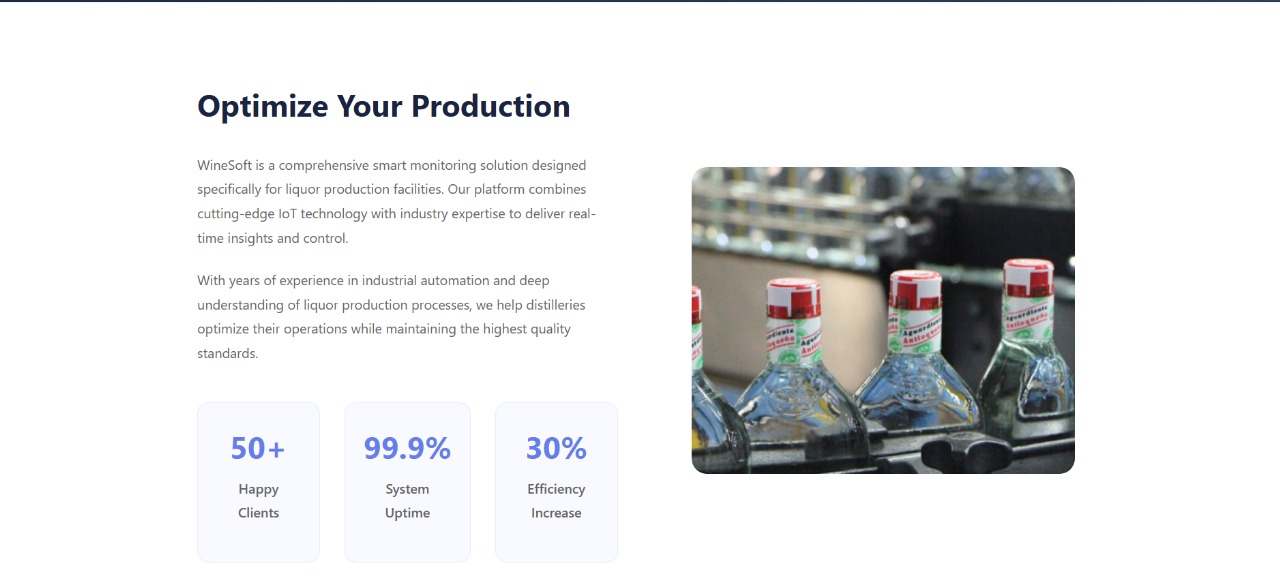 Optimize Your Production
WineSoft is a comprehensive smart monitoring solution designed
specifically for liquor production facilities. Our platform combines
cutting-edge IoT technology with industry expertise to deliver real-
time insights and control.
With years of experience in industrial automation and deep
understanding of liquor production processes, we help distilleries
optimize their operations while maintaining the highest quality
standards.
50+
Happy
Clients
99.9%
System
Uptime
30%
Efficiency
Increase
Aguardiente
Antioqueño
Aguardiente
Antioqueño